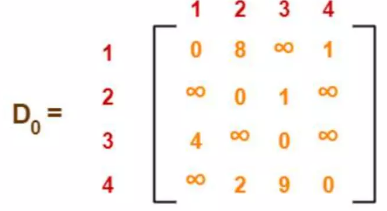 1 2 3 4
1 0 8 ∞ 1
2 ∞ 0 1 ∞
D0 =
3 4 ∞ 0 ∞
4 ∞ 2 9 0